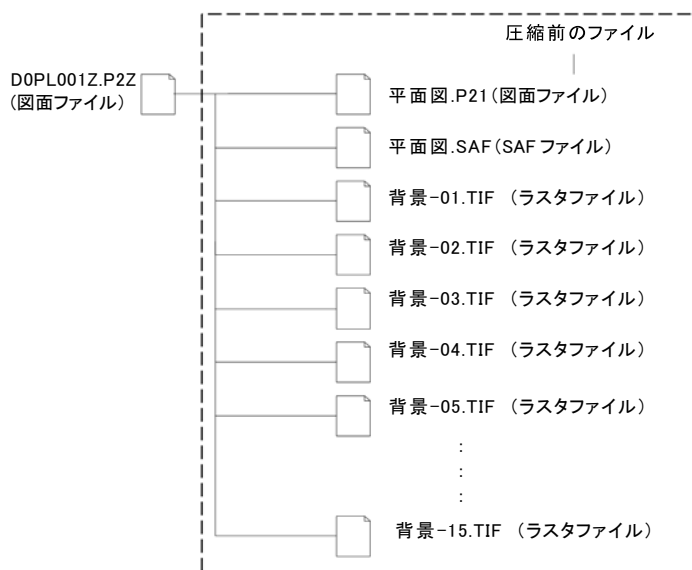 圧縮前のファイル
D0PL001Z.P2Z
(図面ファイル)
平面図.P21(図面ファイル)
平面図.SAF(SAFファイル)
背景-01.TIF (ラスタファイル)
背景-02.TIF (ラスタファイル)
背景-03.TIF (ラスタファイル)
背景-04.TIF (ラスタファイル)
背景-05.TIF (ラスタファイル)
:
:
:
背景-15.TIF (ラスタファイル)